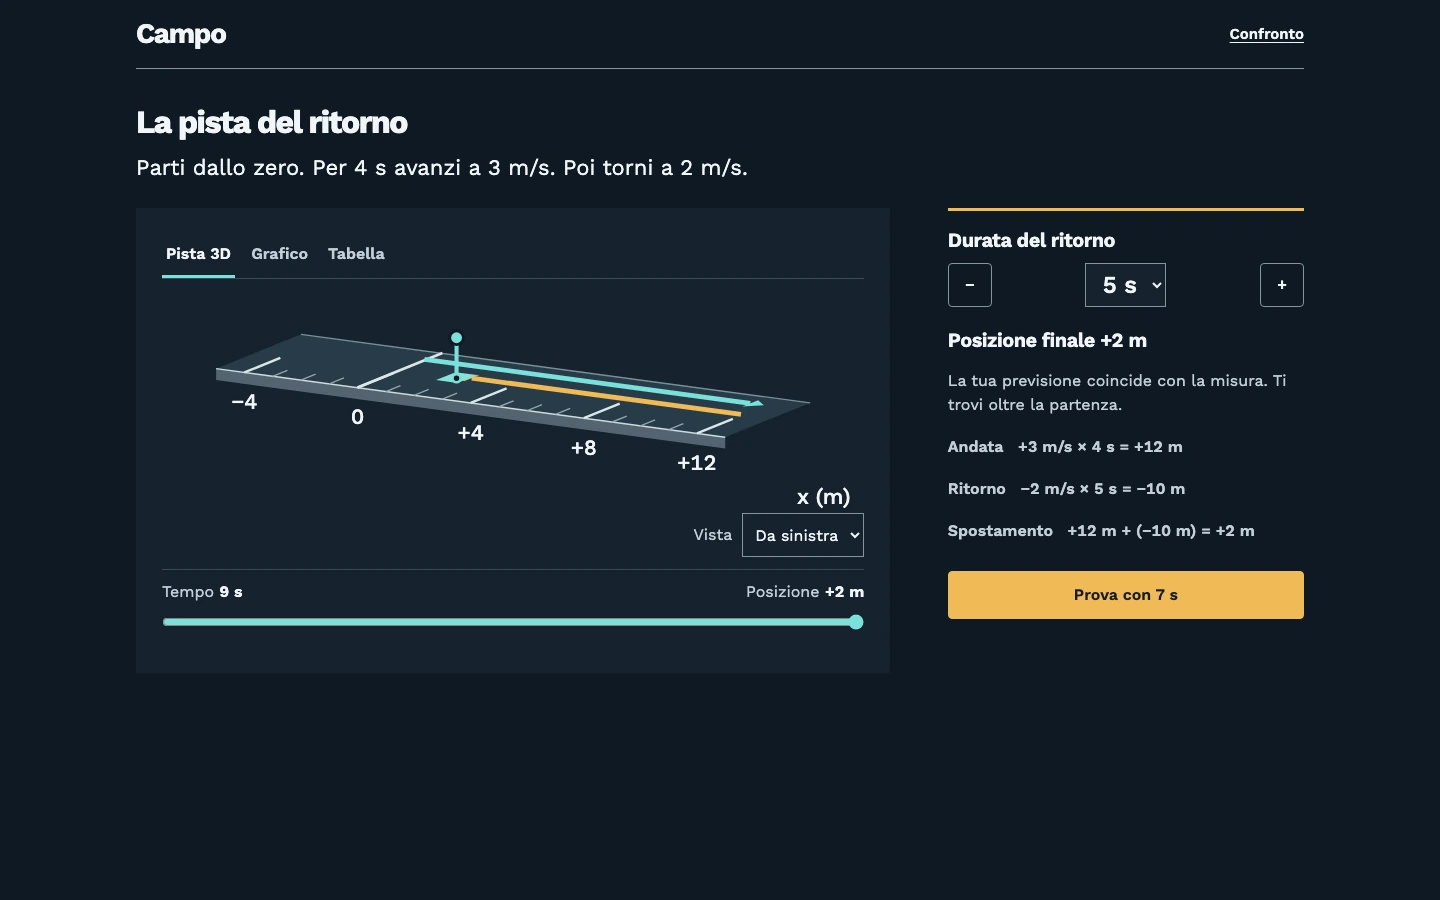 Campo
Confronto
La pista del ritorno
Parti dallo zero. Per 4 s avanzi a 3 m/s. Poi torni a 2 m/s.
Pista 3D Grafico Tabella
−4
0
+4
+8
+12
x (m)
Vista Da sinistra
Tempo 9 s
Posizione +2 m
Durata del ritorno
− 5 s +
Posizione finale +2 m
La tua previsione coincide con la misura. Ti
trovi oltre la partenza.
Andata +3 m/s × 4 s = +12 m
Ritorno −2 m/s × 5 s = −10 m
Spostamento +12 m + (−10 m) = +2 m
Prova con 7 s